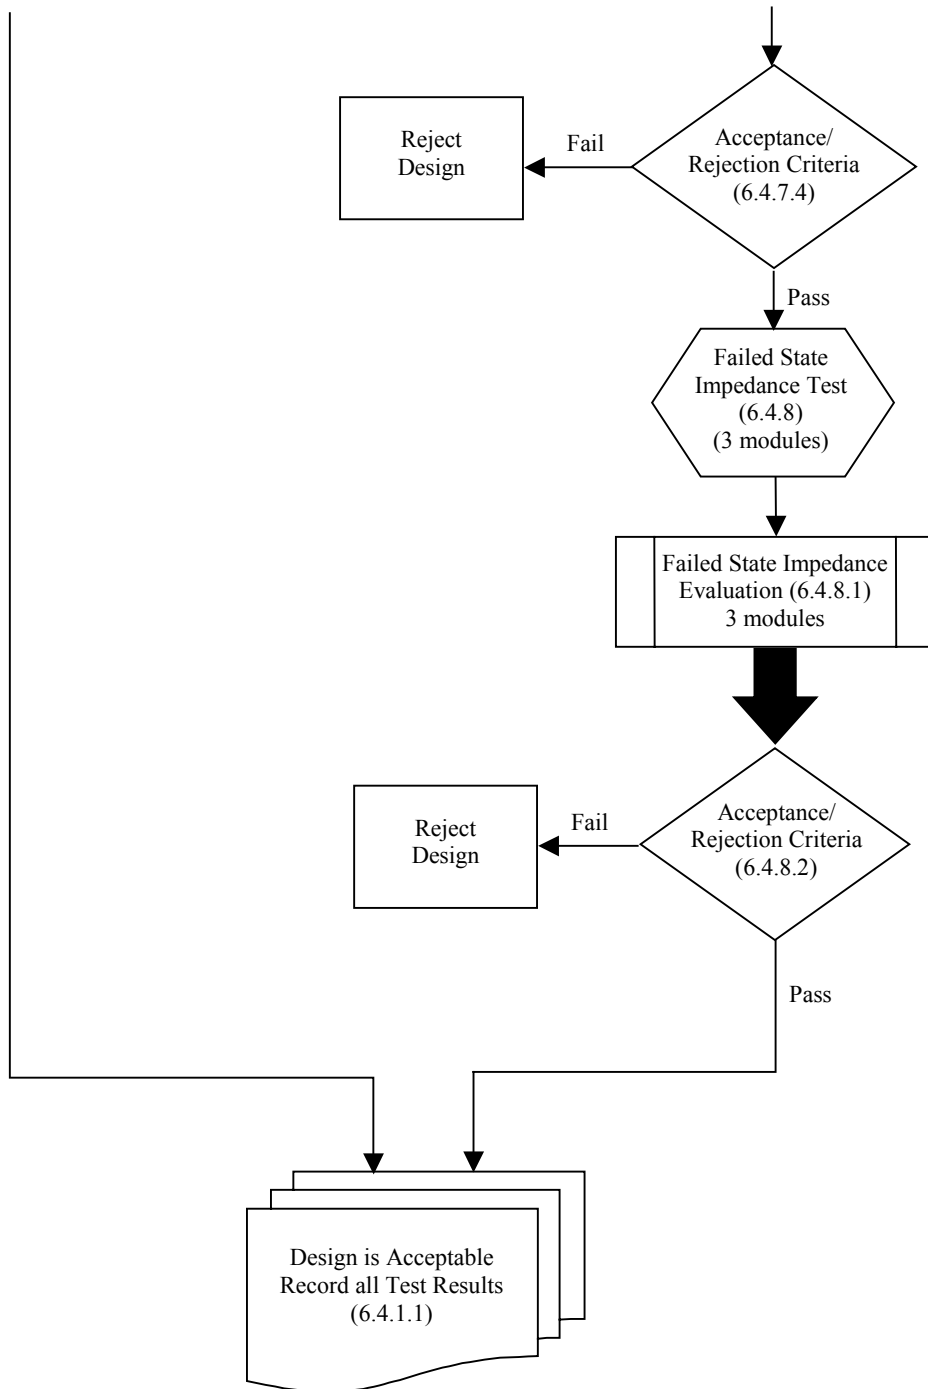 Acceptance/
Rejection Criteria
(6.4.7.4)
Fail
Reject
Design
Pass
Failed State
Impedance Test
(6.4.8)
(3 modules)
Failed State Impedance
Evaluation (6.4.8.1)
3 modules
Acceptance/
Rejection Criteria
(6.4.8.2)
Fail
Reject
Design
Pass
Design is Acceptable
Record all Test Results
(6.4.1.1)